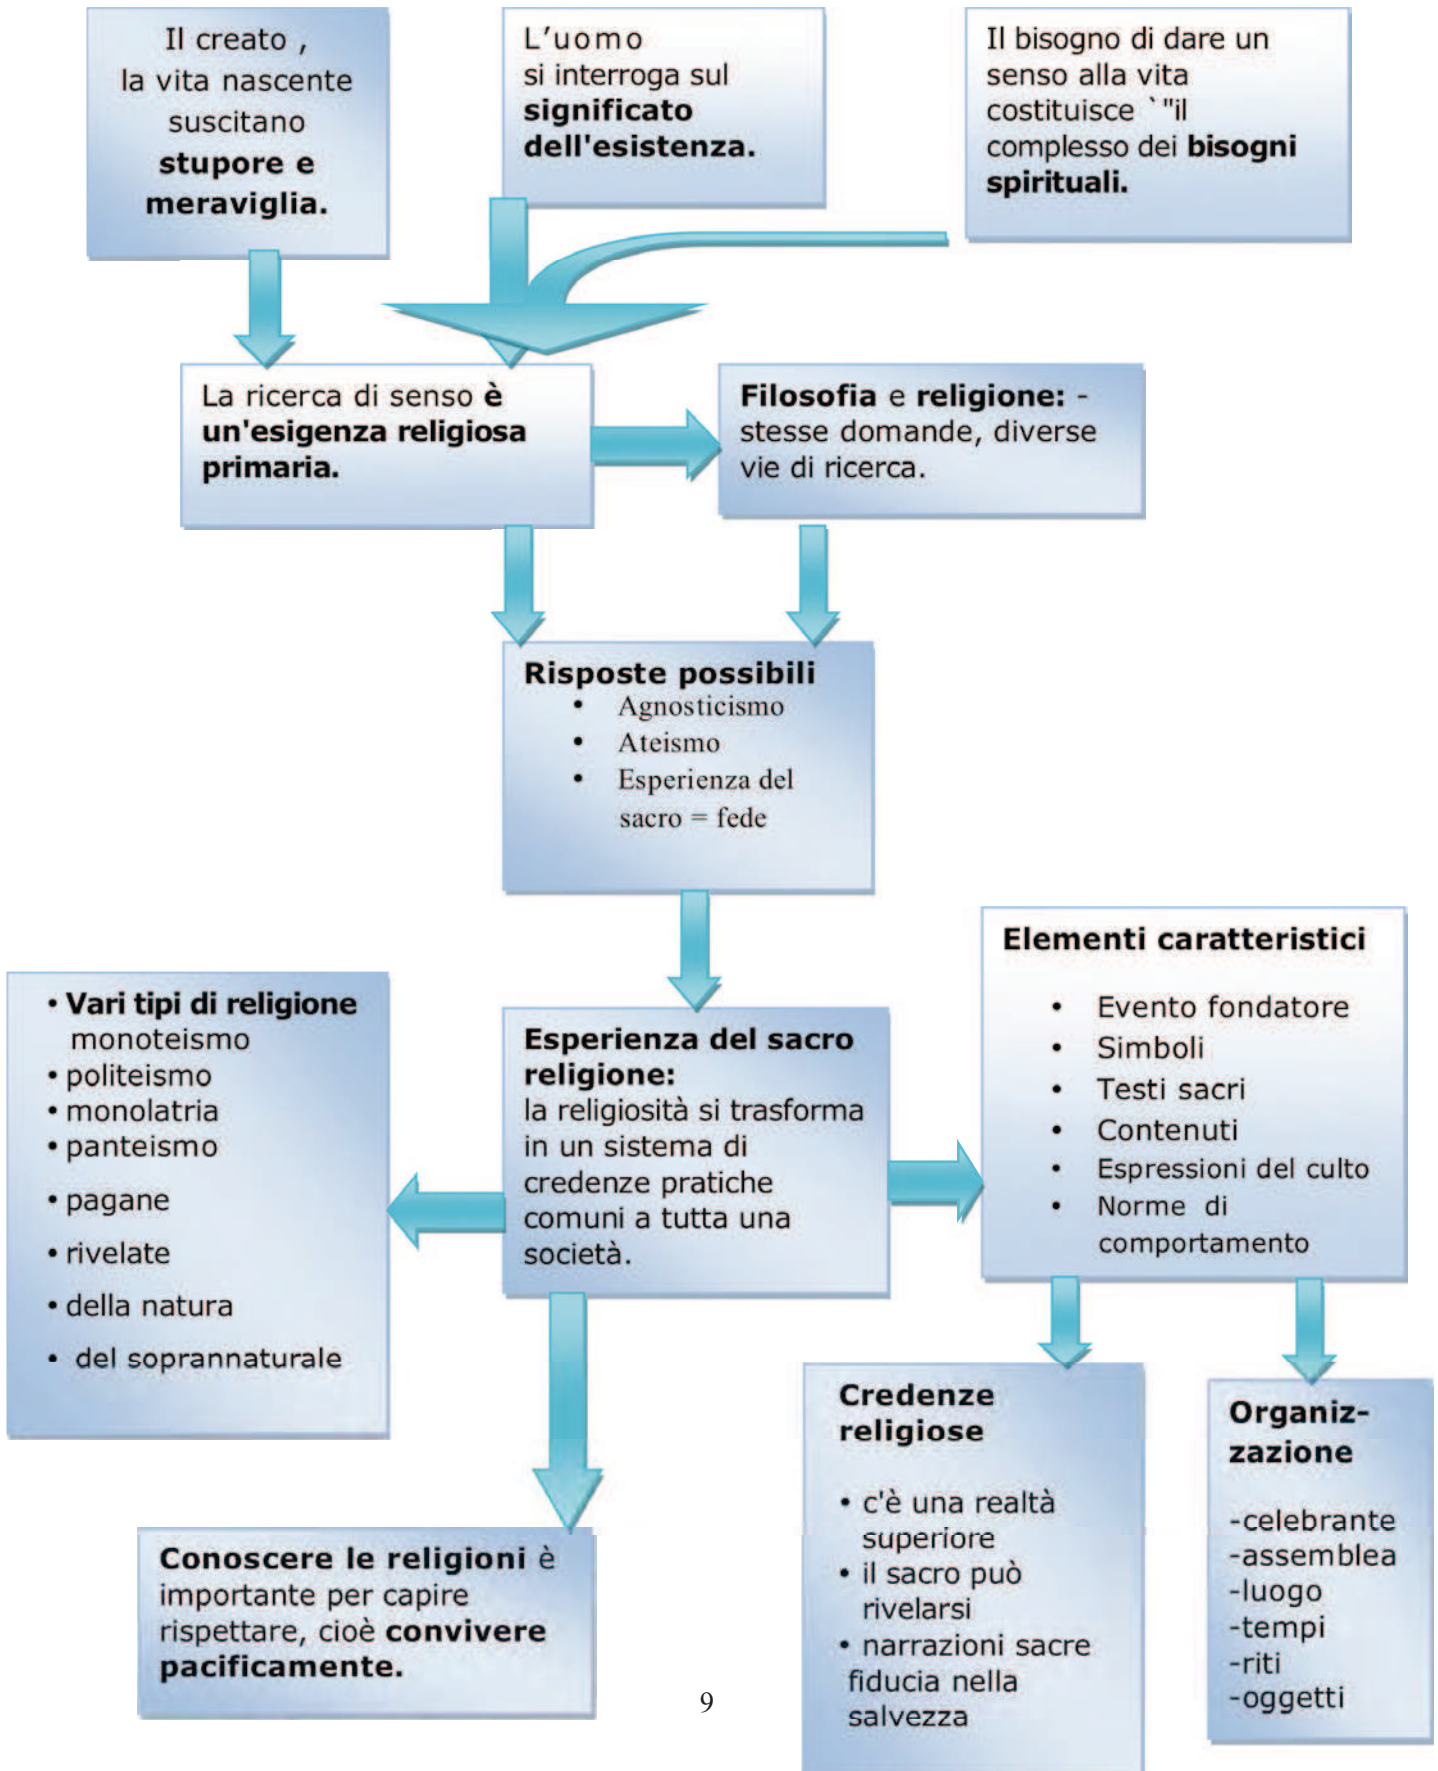 Il creato ,
la vita nascente
suscitano
stupore e
meraviglia.
L'uomo
si interroga sul
significato
dell'esistenza.
Il bisogno di dare un
senso alla vita
costituisce `"il
complesso dei bisogni
spirituali.
La ricerca di senso è
un'esigenza religiosa
primaria.
Filosofia e religione: -
stesse domande, diverse
vie di ricerca.
Risposte possibili
• Agnosticismo
• Ateismo
• Esperienza del
sacro = fede
• Vari tipi di religione
monoteismo
• politeismo
• monolatria
• panteismo
• pagane
• rivelate
• della natura
• del soprannaturale
Esperienza del sacro
religione:
la religiosità si trasforma
in un sistema di
credenze pratiche
comuni a tutta una
società.
Elementi caratteristici
• Evento fondatore
• Simboli
• Testi sacri
• Contenuti
• Espressioni del culto
• Norme di
comportamento
Conoscere le religioni è
importante per capire
rispettare, cioè convivere
pacificamente.
Credenze
religiose
• c'è una realtà
superiore
• il sacro può
rivelarsi
• narrazioni sacre
fiducia nella
salvezza
Organiz-
zazione
-celebrante
-assemblea
-luogo
-tempi
-riti
-oggetti
9